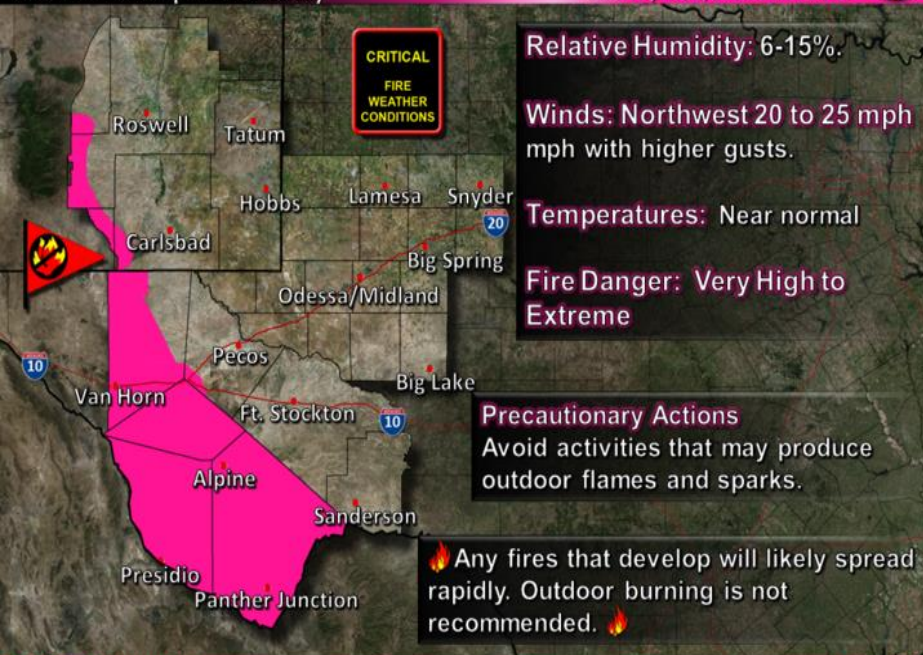 CRITICAL
FIRE
WEATHER
CONDITIONS
Relative Humidity: 6-15%.
Winds: Northwest 20 to 25 mph
mph with higher gusts.
Temperatures: Near normal
Fire Danger: Very High to
Extreme
Roswell
Tatum
Hobbs
Lamesa
Snyder
20
Carlsbad
Big Spring
Odessa/Midland
Pecos
10
Big Lake
Van Horn
Ft. Stockton
10
Alpine
Sanderson
Presidio
Panther Junction
Precautionary Actions
Avoid activities that may produce
outdoor flames and sparks.
Any fires that develop will likely spread
rapidly. Outdoor burning is not
recommended.